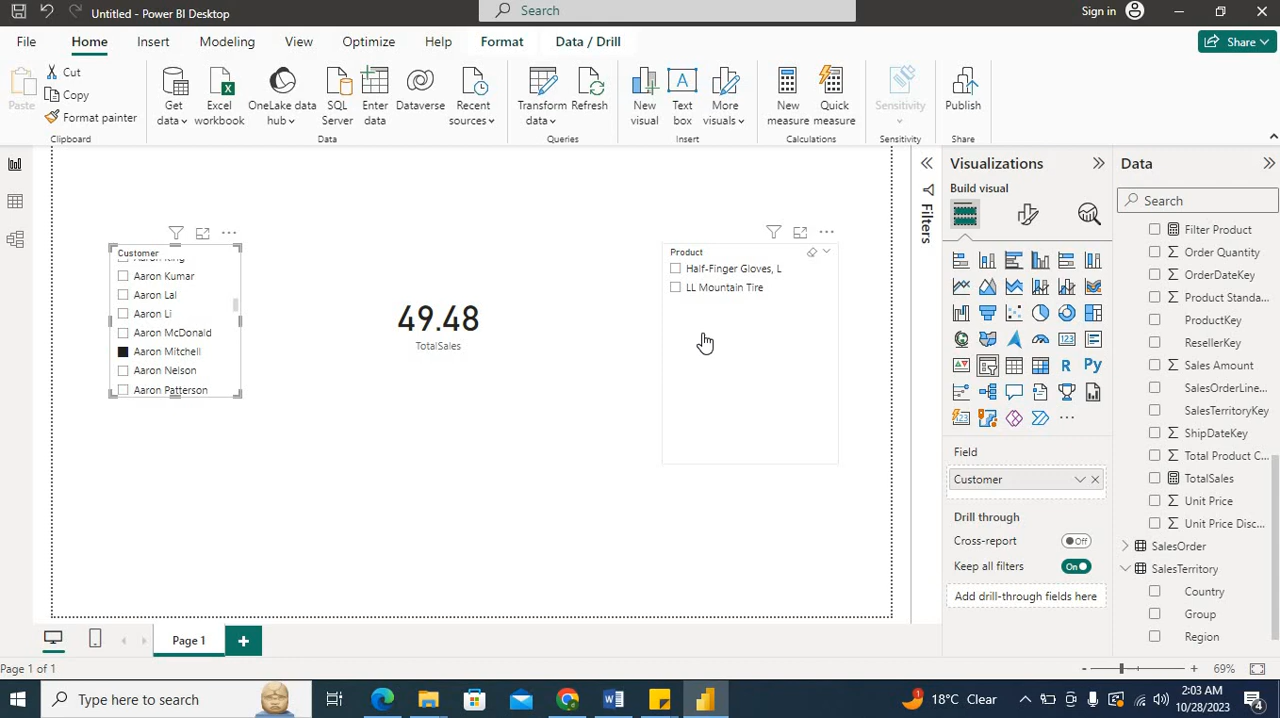 Untitled - Power BI Desktop
Search
Sign in
File
Home
Insert
Modeling
View
Optimize
Help
Format
Data / Drill
Share
Paste
Cut
Copy
Format painter
Get data
Excel workbook
OneLake data hub
SQL Server
Enter data
Dataverse
Recent sources
Transform data
Refresh
New visual
Text box
More visuals
New measure
Quick measure
Sensitivity
Publish
Clipboard
Data
Queries
Insert
Calculations
Sensitivity
Share
Customer
Aaron Kumar
Aaron Lal
Aaron Li
Aaron McDonald
Aaron Mitchell
Aaron Nelson
Aaron Patterson
49.48
TotalSales
Product
Half-Finger Gloves, L
LL Mountain Tire
Filters
Visualizations
Build visual
R
Py
Field
Customer
Drill through
Cross-report
Off
Keep all filters
On
Add drill-through fields here
Data
Search
Filter Product
Order Quantity
OrderDateKey
Product Standa...
ProductKey
ResellerKey
Sales Amount
SalesOrderLine...
SalesTerritoryKey
ShipDateKey
Total Product C...
TotalSales
Unit Price
Unit Price Disc...
SalesOrder
SalesTerritory
Country
Group
Region
Page 1
Page 1 of 1
69%
Type here to search
18°C Clear
2:03 AM
10/28/2023
4